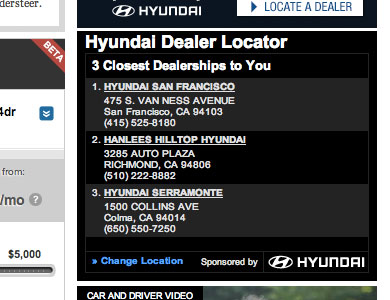 dersteer.
HYUNDAI
LOCATE A DEALER
BETA
Hyundai Dealer Locator
3 Closest Dealerships to You
1. HYUNDAI SAN FRANCISCO
475 S. VAN NESS AVENUE
San Francisco, CA 94103
(415) 525-8180
4dr
2. HANLEES HILLTOP HYUNDAI
3285 AUTO PLAZA
RICHMOND, CA 94806
(510) 222-8882
from:
/mo ?
3. HYUNDAI SERRAMONTE
1500 COLLINS AVE
Colma, CA 94014
(650) 550-7250
$5,000
» Change Location Sponsored by HYUNDAI
CAR AND DRIVER VIDEO